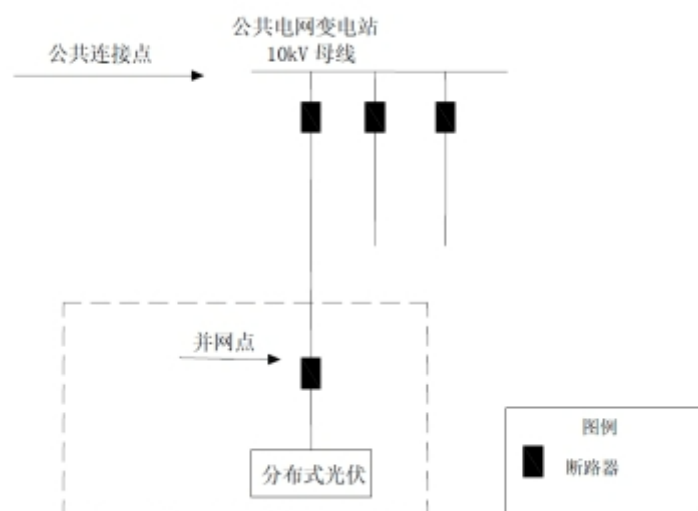 公共电网变电站
公共连接点
10kV 母线
并网点
分布式光伏
图例
断路器